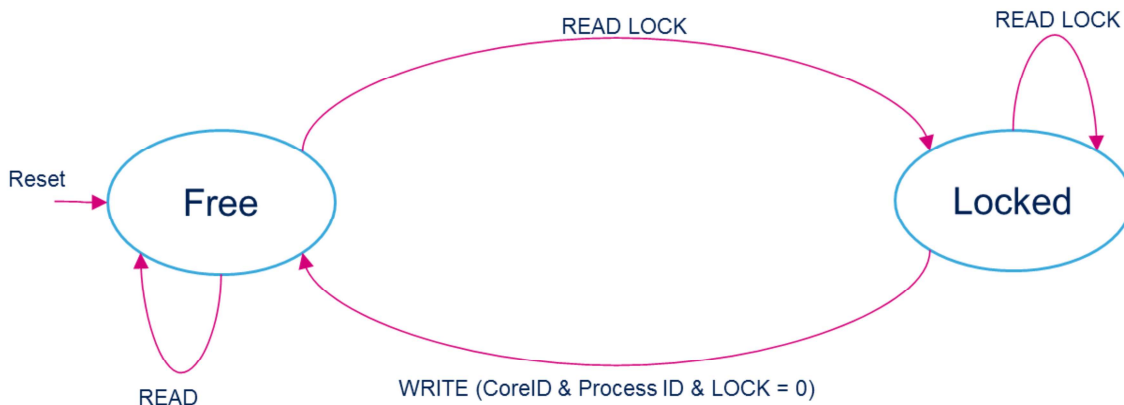 READ LOCK
READ LOCK
Reset
Free
Locked
READ
WRITE (CoreID & Process ID & LOCK = 0)